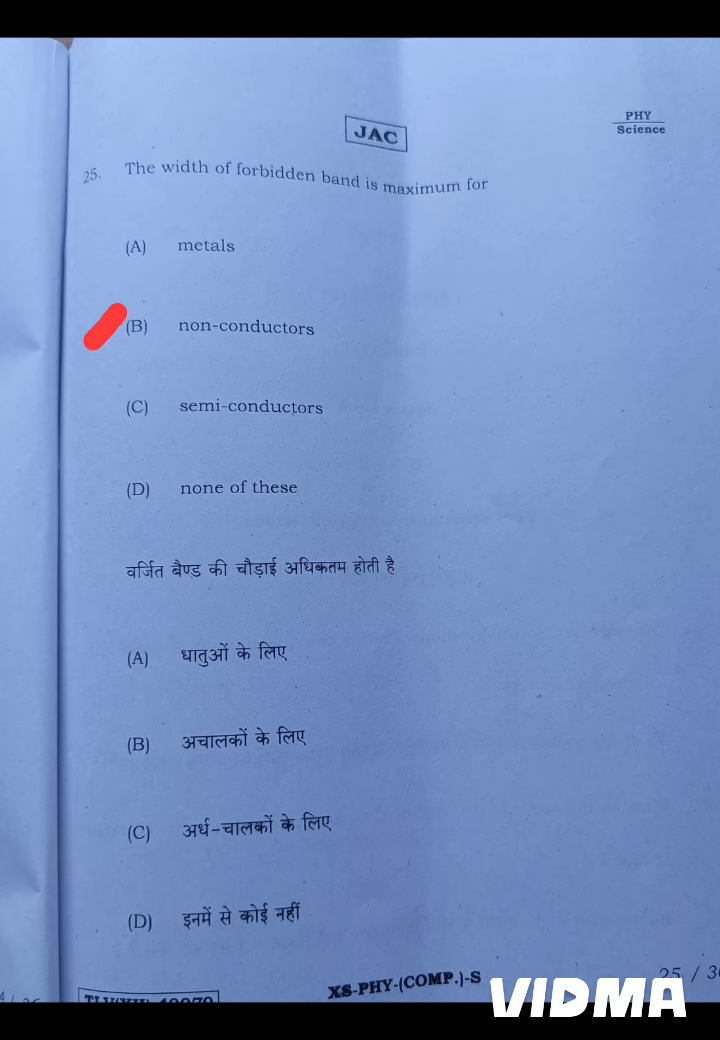 JAC
PHY
Science
25. The width of forbidden band is maximum for
(A) metals
(B) non-conductors
(C) semi-conductors
(D) none of these
वर्जित बैण्ड की चौड़ाई अधिकतम होती है
(A) धातुओं के लिए
(B) अचालकों के लिए
(C) अर्ध-चालकों के लिए
(D) इनमें से कोई नहीं
XS-PHY-(COMP.)-S
25 /
VIDMA